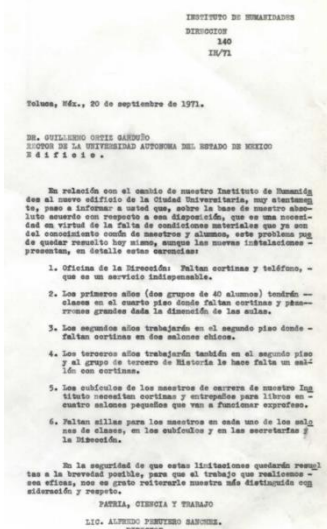 INSTITUTO DE HUMANIDADES
DIRECCION
140
IH/71
Toluca, Méx., 20 de septiembre de 1971.
DR. GUILLERMO ORTIZ GARDUÑO
RECTOR DE LA UNIVERSIDAD AUTONOMA DEL ESTADO DE MEXICO
E d i f i c i o .
En relación con el cambio de nuestro Instituto de Humanida
des al nuevo edificio de la Ciudad Universitaria, muy atentamen
te, paso a informar a usted que, sobre la base de nuestro abso-
luto acuerdo con respecto a esa disposición, que es una necesi-
dad en virtud de la falta de condiciones materiales que ya son
del conocimiento común de maestros y alumnos, este problema pue
de quedar resuelto hoy mismo, aunque las nuevas instalaciones -
presentan, en detalle estas carencias:
1. Oficina de la Dirección: Faltan cortinas y teléfono, -
que es un servicio indispensable.
2. Los primeros años (dos grupos de 40 alumnos) tendrán -
clases en el cuarto piso donde faltan cortinas y piza-
rrones grandes dada la dimensión de las aulas.
3. Los segundos años trabajarán en el segundo piso donde -
faltan cortinas en dos salones chicos.
4. Los terceros años trabajarán también en el segundo piso
y al grupo de tercero de Historia le hace falta un sa-
lón con cortinas.
5. Los cubículos de los maestros de carrera de nuestro Ins
tituto necesitan cortinas y entrepaños para libros en -
cuatro salones pequeños que van a funcionar exprofeso.
6. Faltan sillas para los maestros en cada uno de los salo
nes de clases, en los cubículos y en las secretarías y
la Dirección.
En la seguridad de que estas limitaciones quedarán resuel
tas a la brevedad posible, para que el trabajo que realicemos -
sea eficaz, nos es grato reiterarle nuestra más distinguida con
sideración y respeto.
PATRIA, CIENCIA Y TRABAJO
LIC. ALFREDO PENUYERO SANCHEZ.